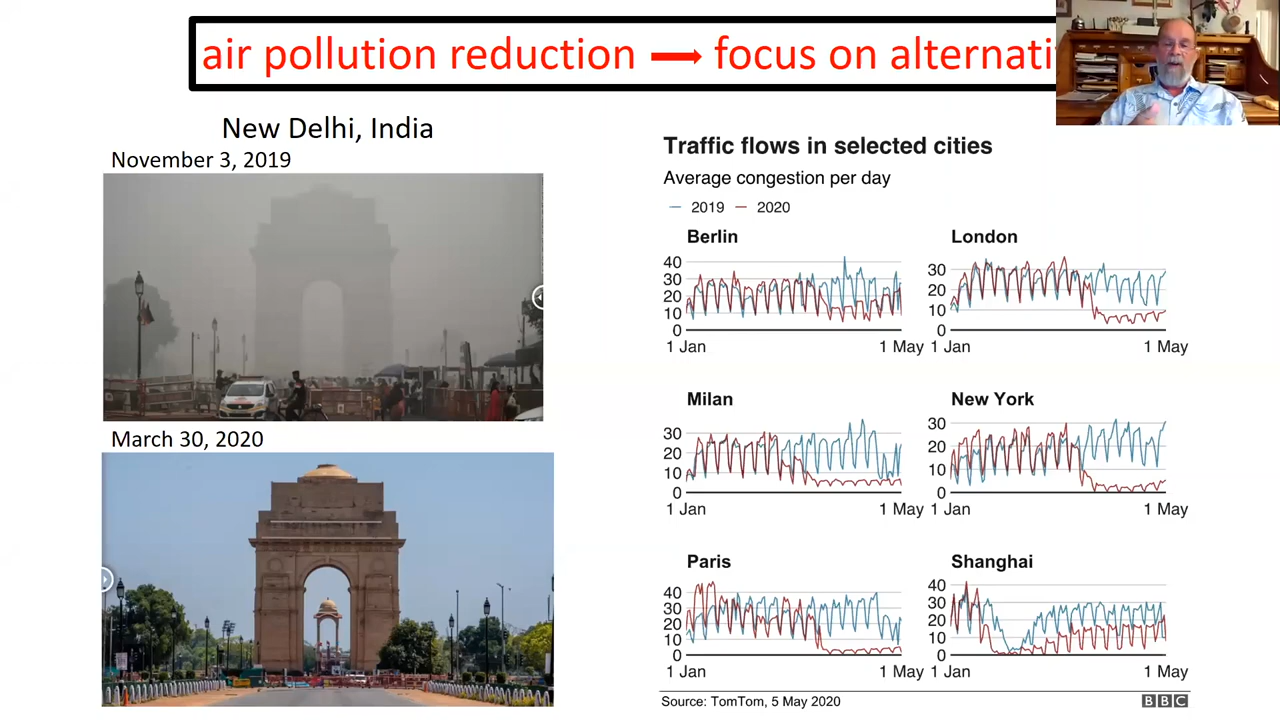 air pollution reduction → focus on
New Delhi, India
November 3, 2019
March 30, 2020
Traffic flows in selected cities
Average congestion per day
2019 2020
Berlin
40
30
20
10
0
1 Jan 1 May
London
30
20
10
0
1 Jan 1 May
Milan
30
20
10
0
1 Jan 1 May
New York
30
20
10
0
1 Jan 1 May
Paris
40
30
20
10
0
1 Jan 1 May
Shanghai
40
30
20
10
0
1 Jan 1 May
Source: TomTom, 5 May 2020
BBC